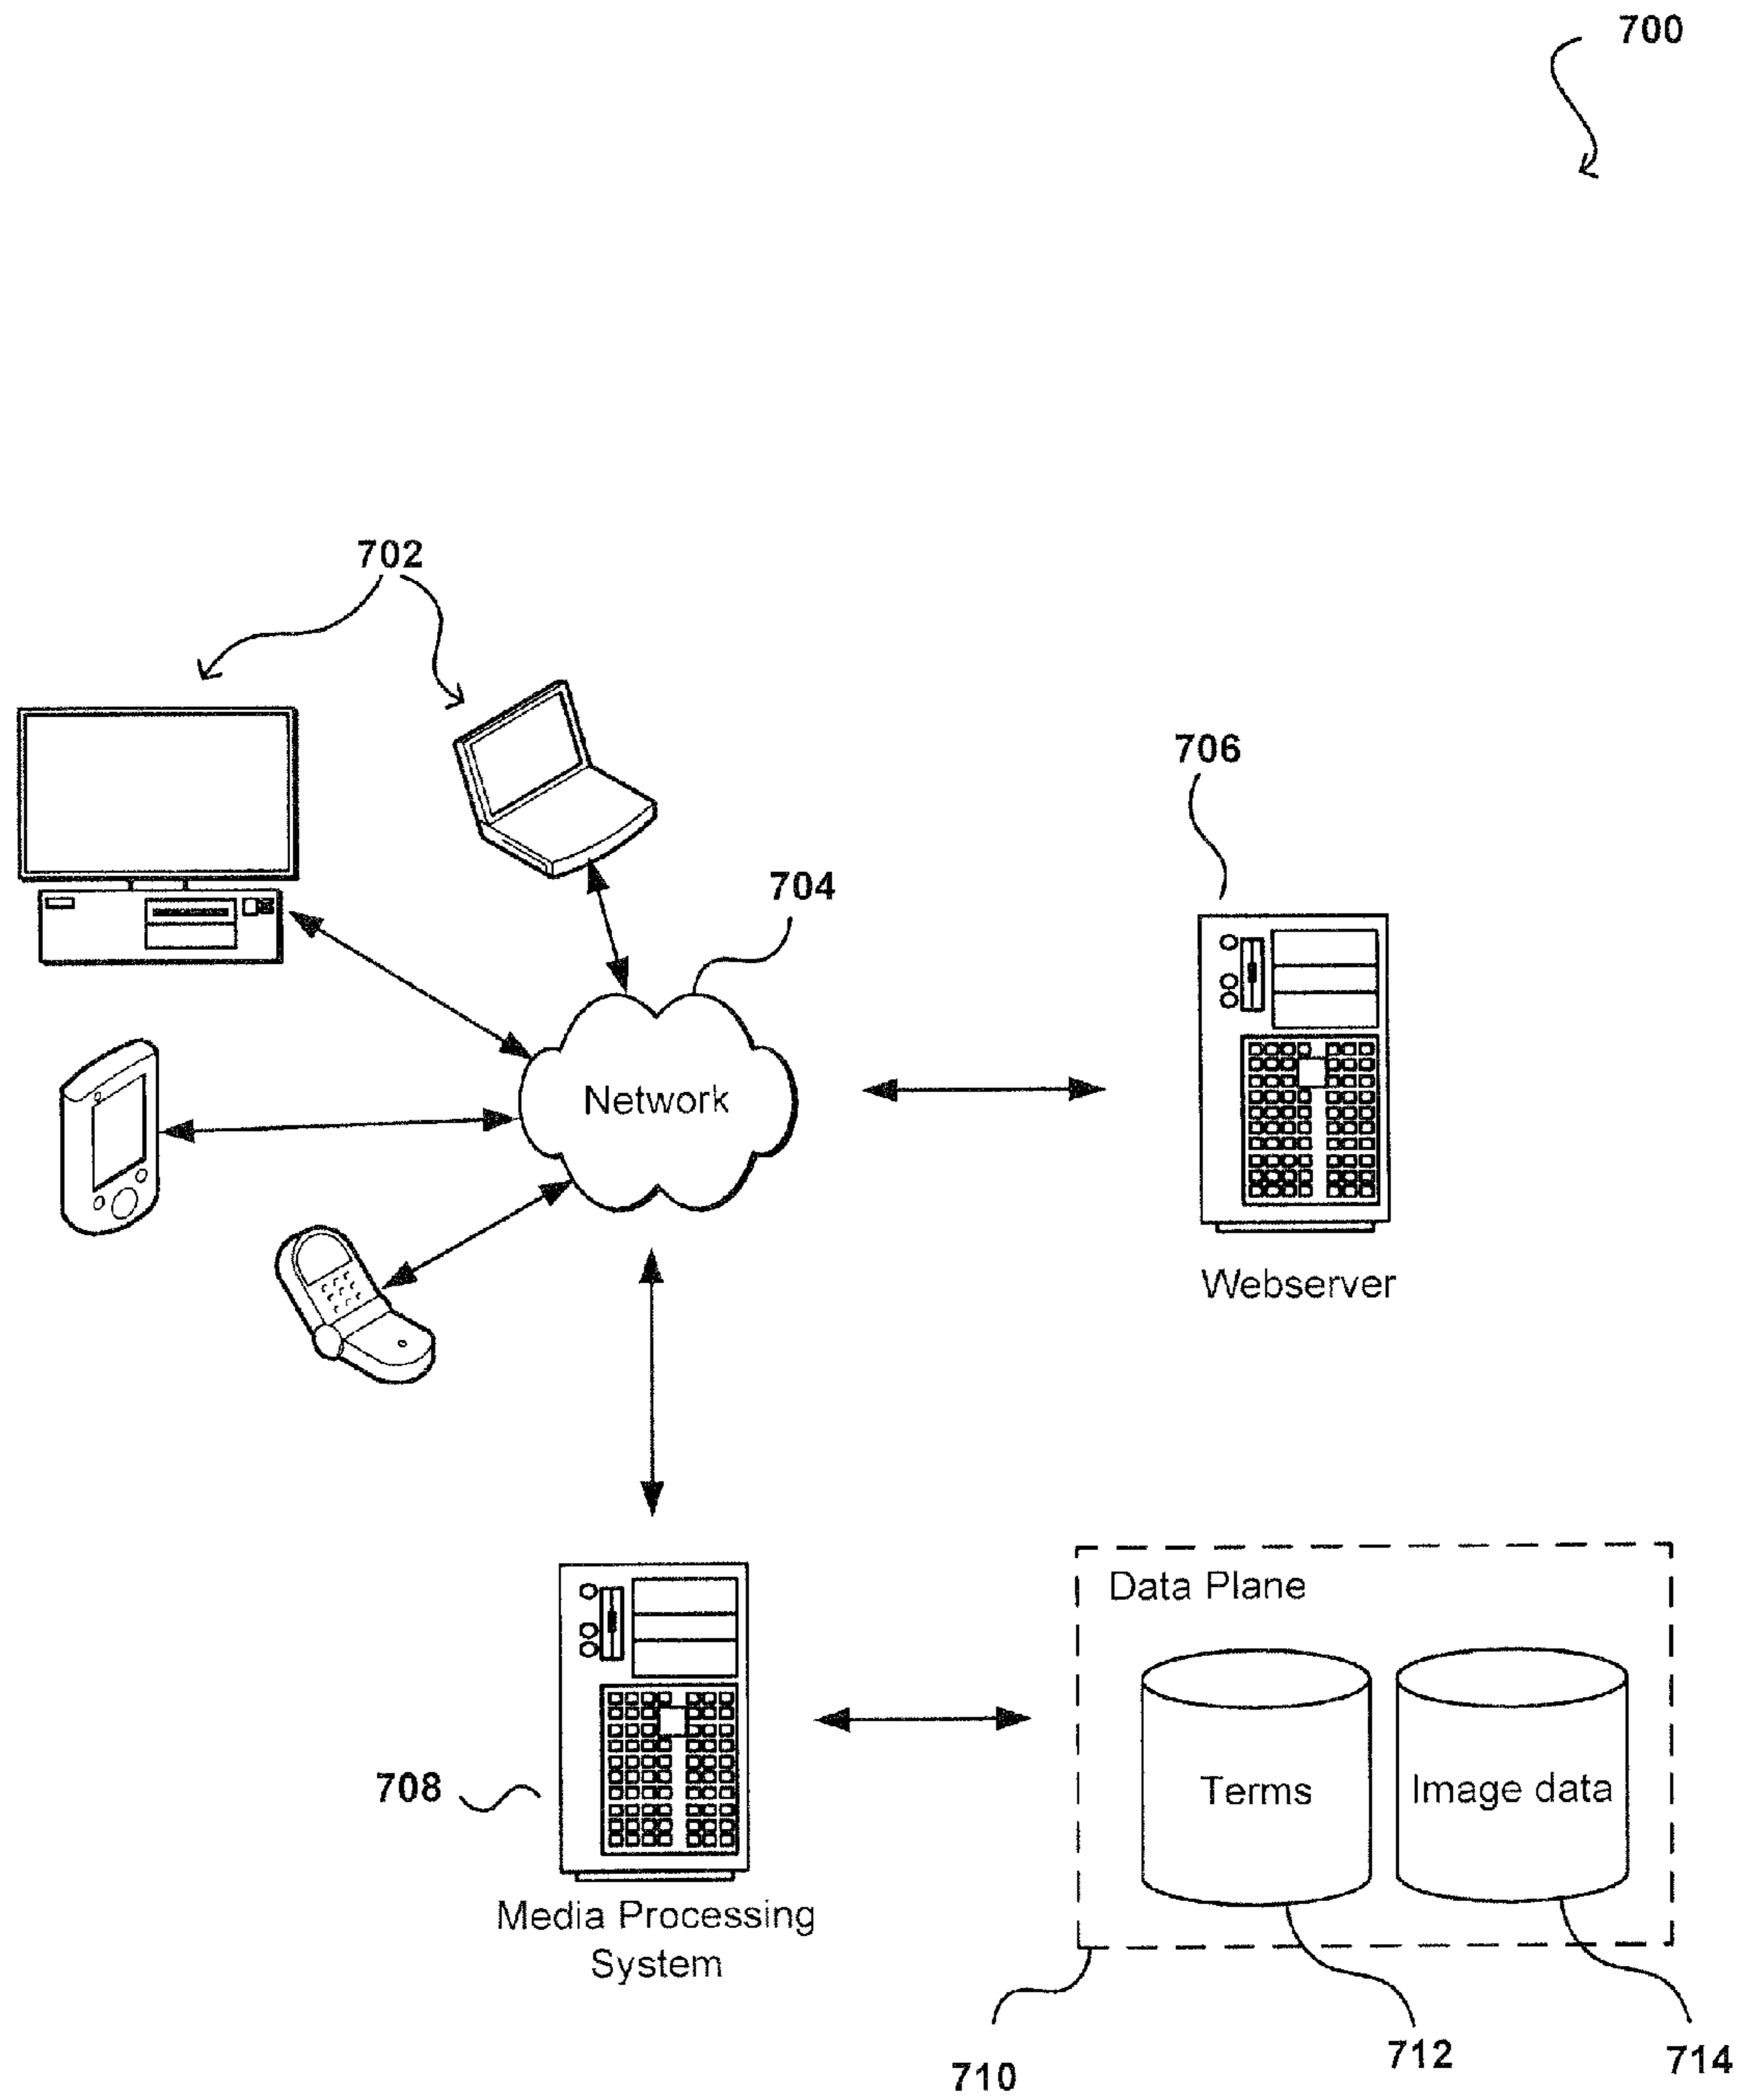 700
702
706
704
Network
Webserver
Data Plane
Terms
Image data
708
Media Processing
System
710
712
714